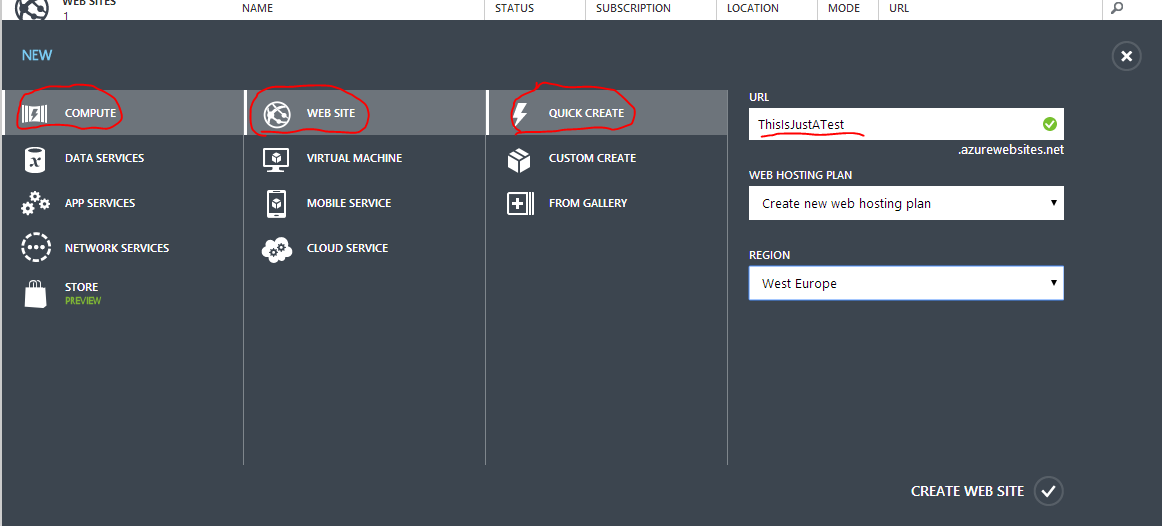 WEB SITES
1
NAME
STATUS
SUBSCRIPTION
LOCATION
MODE
URL
NEW
COMPUTE
DATA SERVICES
APP SERVICES
NETWORK SERVICES
STORE
PREVIEW
WEB SITE
VIRTUAL MACHINE
MOBILE SERVICE
CLOUD SERVICE
QUICK CREATE
CUSTOM CREATE
FROM GALLERY
URL
ThisIsJustATest
.azurewebsites.net
WEB HOSTING PLAN
Create new web hosting plan
REGION
West Europe
CREATE WEB SITE